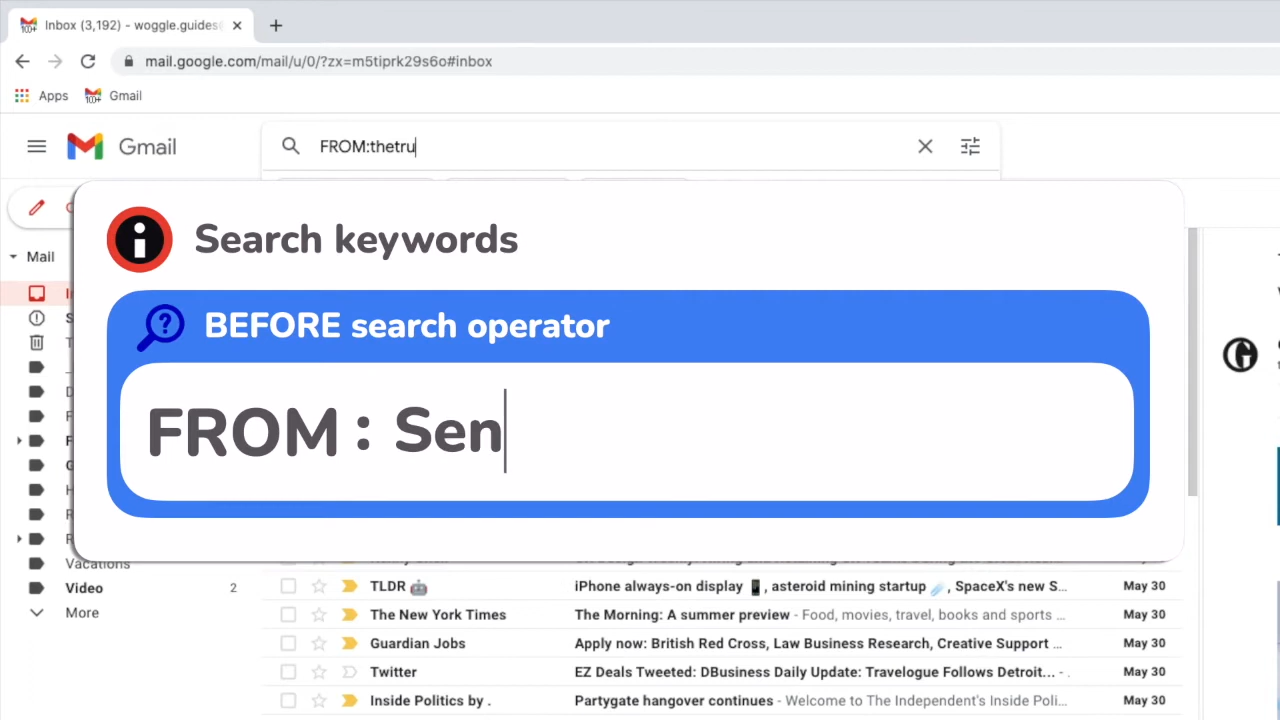 Inbox (3,192) - woggle.guides
mail.google.com/mail/u/0/?zx=m5tiprk29s6o#inbox
Apps
100+
Gmail
Gmail
FROM:thetru
Mail
Search keywords
BEFORE search operator
FROM: Sen
Vacations
Video 2
More
TLDR 🤖 iPhone always-on display 📱, asteroid mining startup ☄️, SpaceX's new S... May 30
The New York Times The Morning: A summer preview - Food, movies, travel, books and sports ... May 30
Guardian Jobs Apply now: British Red Cross, Law Business Research, Creative Support ... May 30
Twitter EZ Deals Tweeted: DBusiness Daily Update: Travelogue Follows Detroit... - . May 30
Inside Politics by . Partygate hangover continues - Welcome to The Independent's Inside Poli... May 30